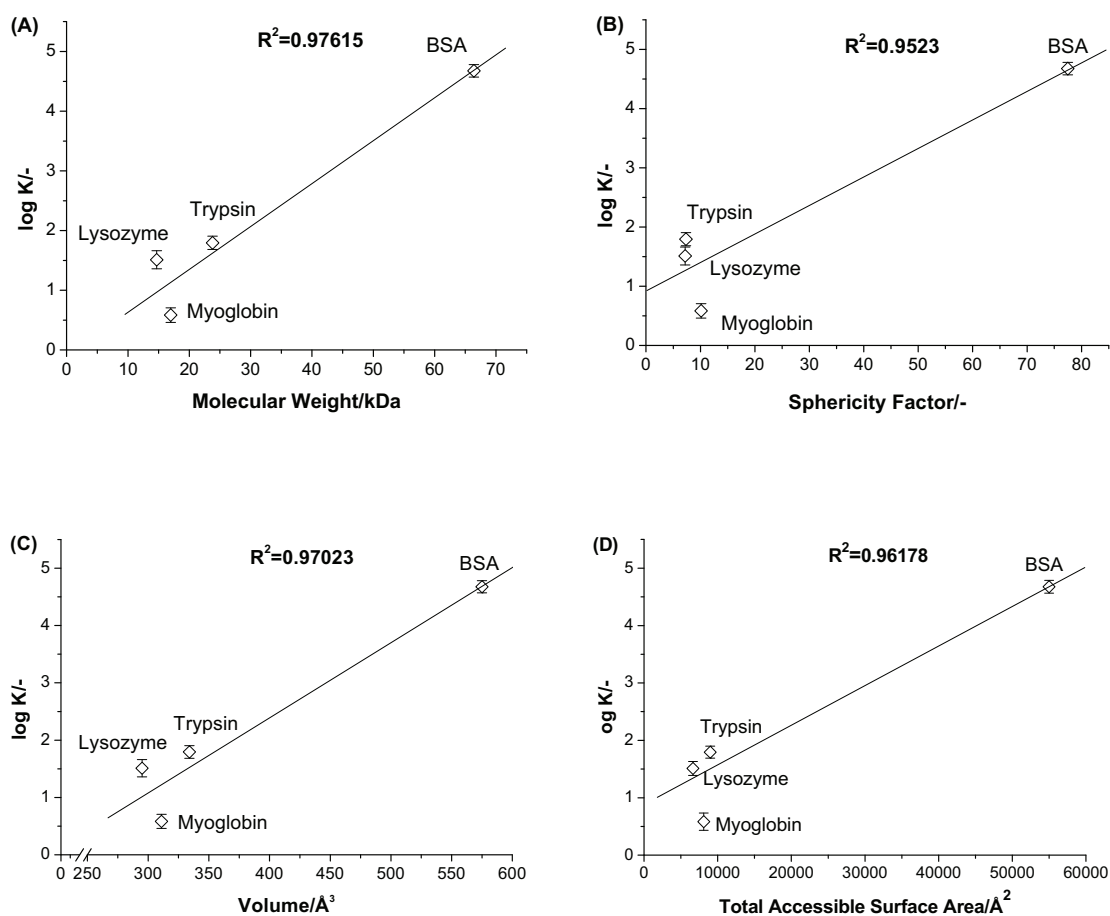 (A)
R²=0.97615
BSA
5
4
3
2
1
0
log K/-
Lysozyme
Trypsin
Myoglobin
0 10 20 30 40 50 60 70
Molecular Weight/kDa
(B)
R²=0.9523
BSA
5
4
3
2
1
0
log K/-
Trypsin
Lysozyme
Myoglobin
0 10 20 30 40 50 60 70 80
Sphericity Factor/-
(C)
R²=0.97023
BSA
5
4
3
2
1
0
log K/-
Lysozyme
Trypsin
Myoglobin
0 250 300 350 400 450 500 550 600
Volume/Å³
(D)
R²=0.96178
BSA
5
4
3
2
1
0
og K/-
Trypsin
Lysozyme
Myoglobin
0 10000 20000 30000 40000 50000 60000
Total Accessible Surface Area/Å²